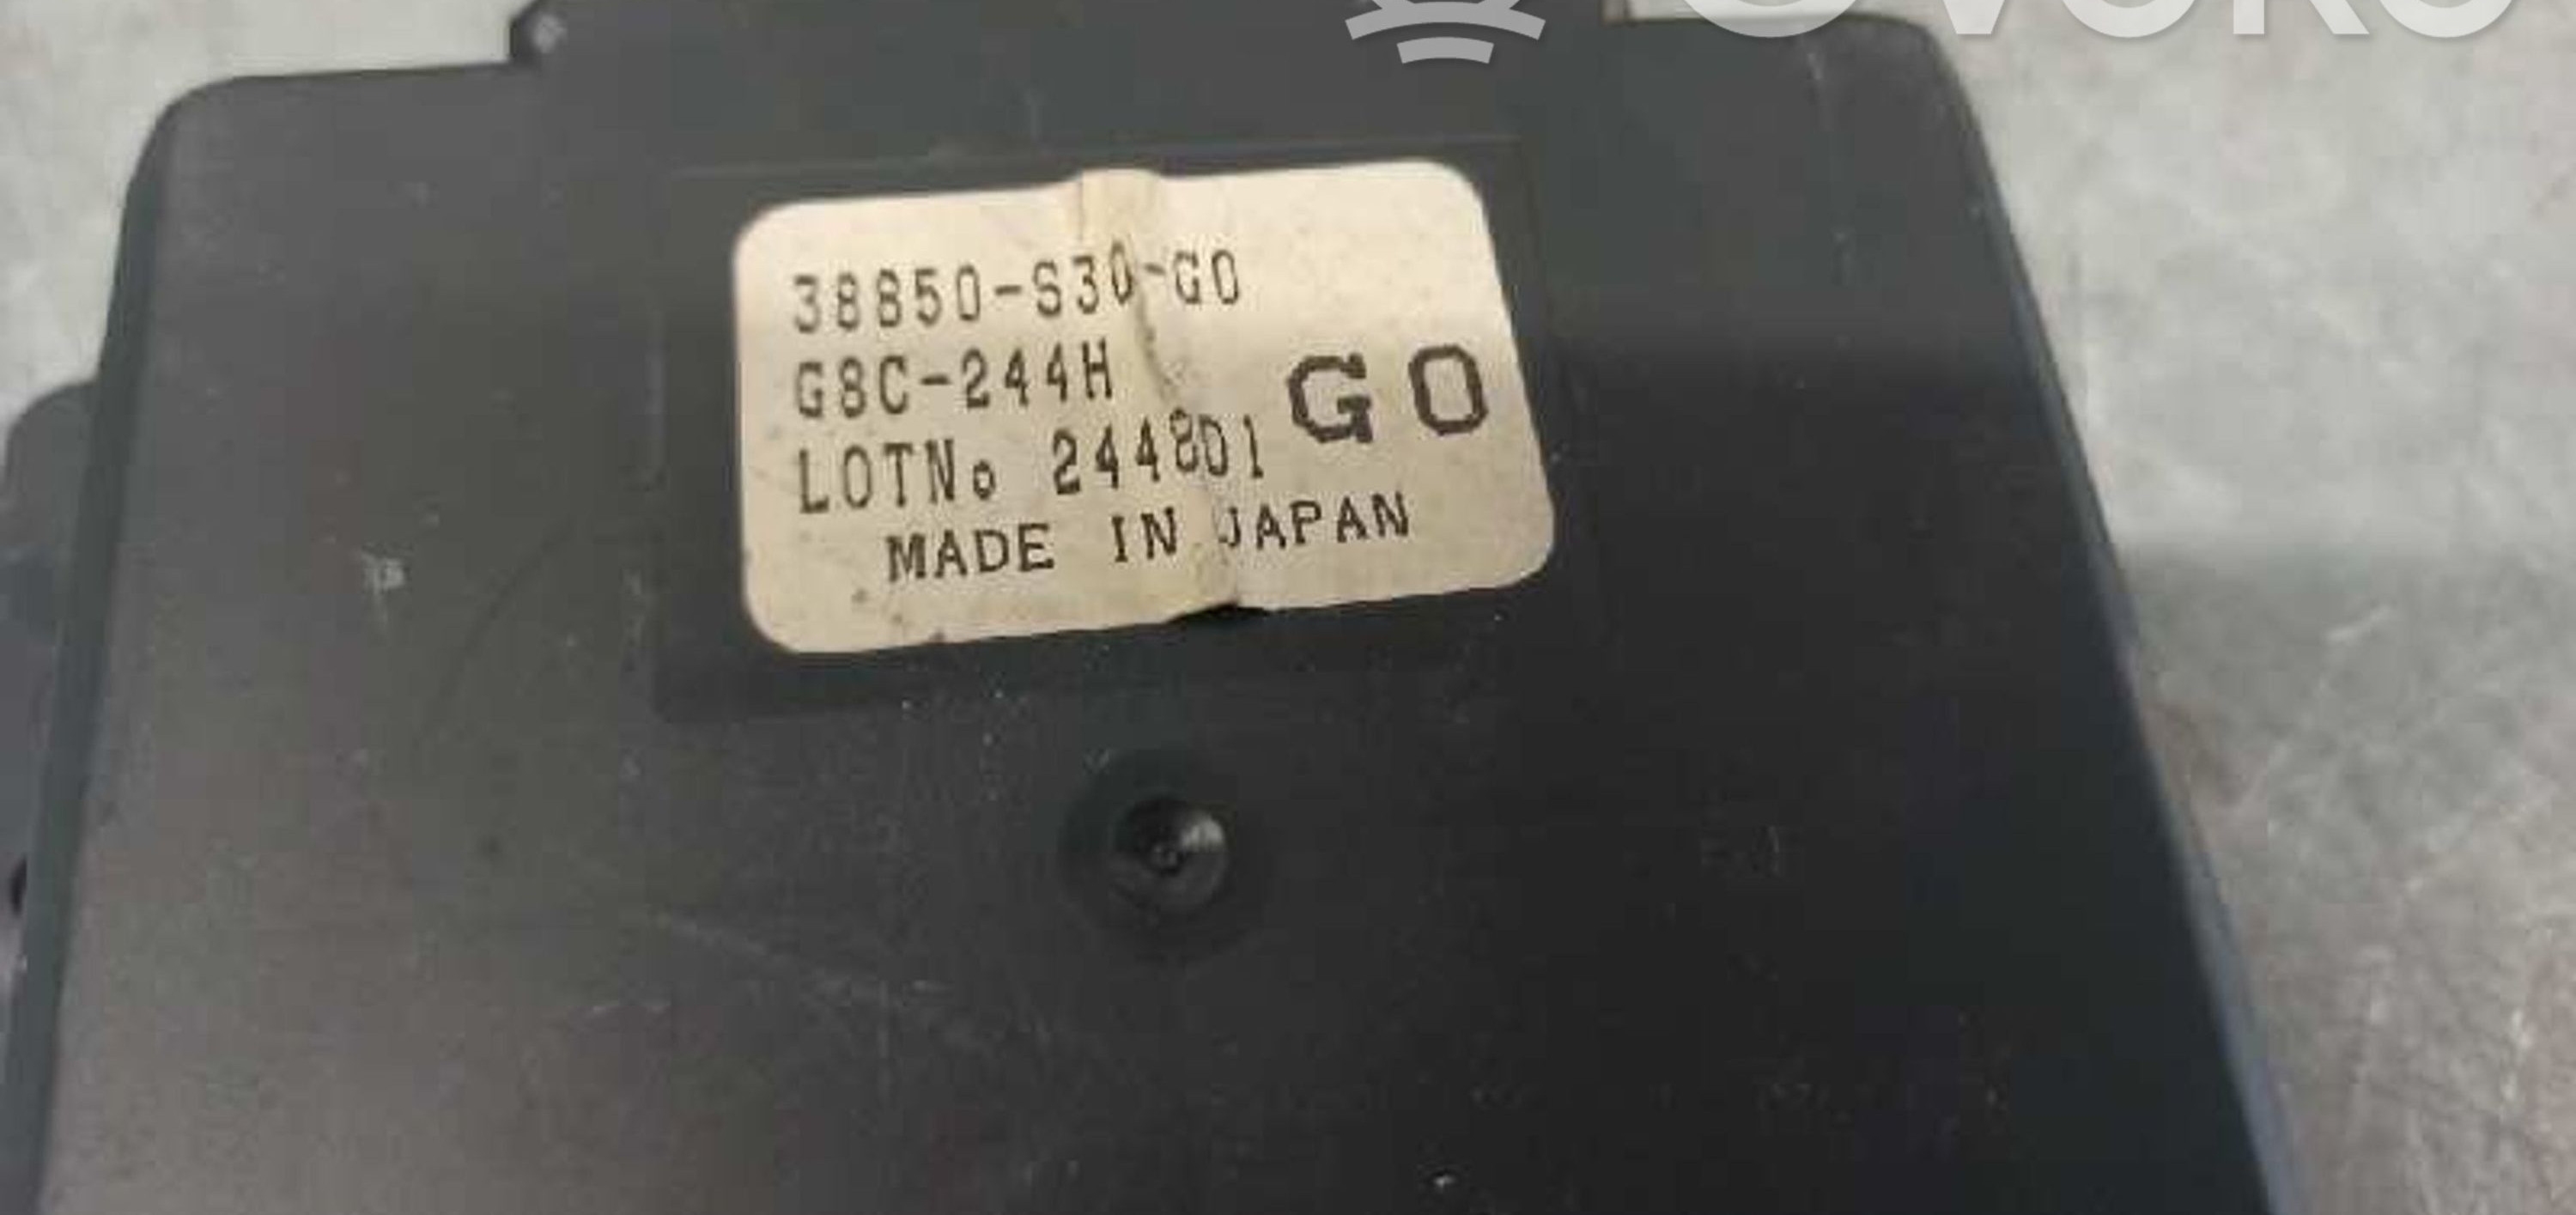 38850-S30-G0
G8C-244H
G0
LOTNo 244801
MADE IN JAPAN